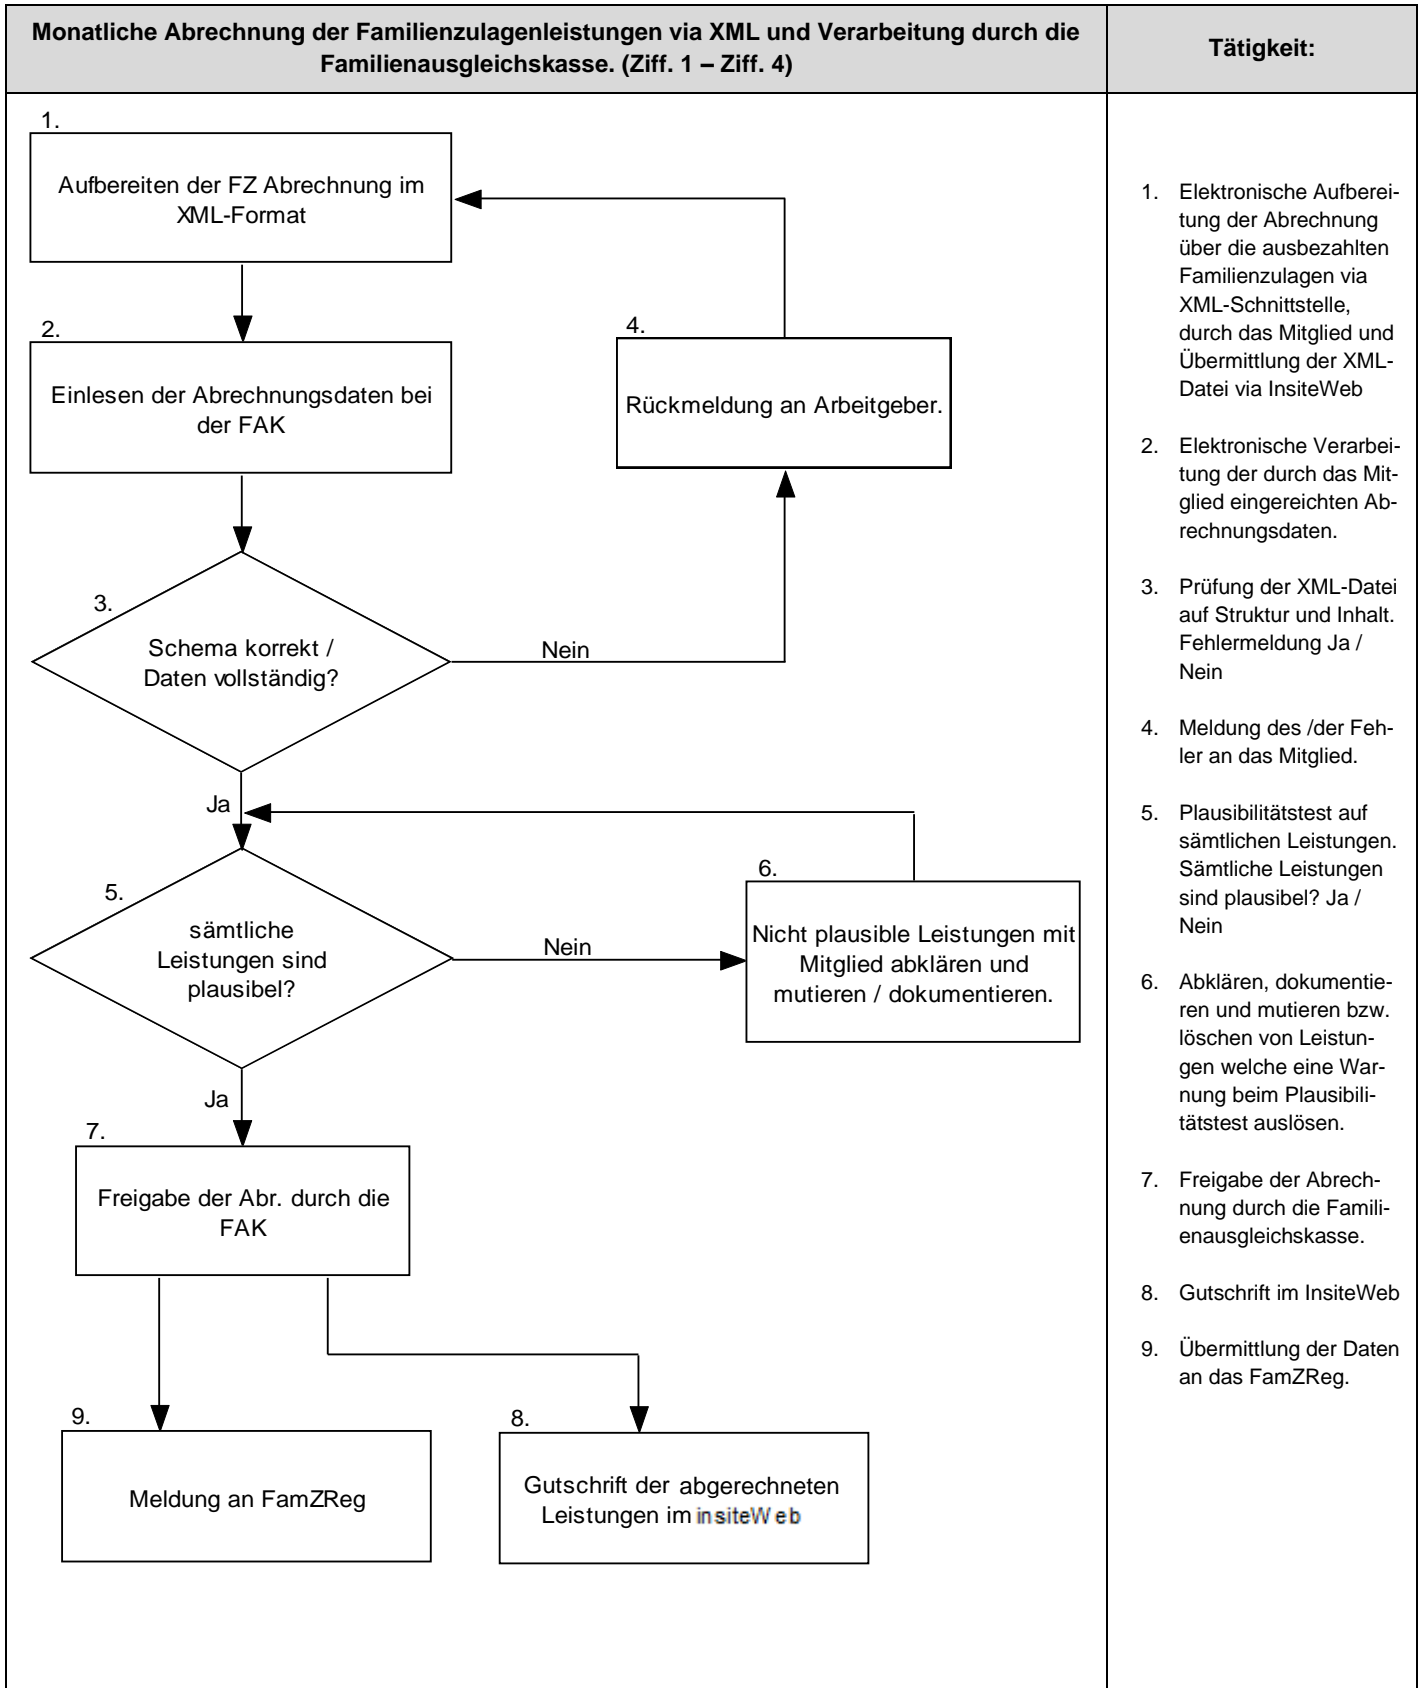 Monatliche Abrechnung der Familienzulagenleistungen via XML und Verarbeitung durch die
Familienausgleichskasse. (Ziff. 1 – Ziff. 4)
Tätigkeit:
1.
Aufbereiten der FZ Abrechnung im
XML-Format
2.
Einlesen der Abrechnungsdaten bei
der FAK
4.
Rückmeldung an Arbeitgeber.
3.
Schema korrekt /
Daten vollständig?
Nein
Ja
5.
sämtliche
Leistungen sind
plausibel?
Nein
6.
Nicht plausible Leistungen mit
Mitglied abklären und
mutieren / dokumentieren.
Ja
7.
Freigabe der Abr. durch die
FAK
9.
Meldung an FamZReg
8.
Gutschrift der abgerechneten
Leistungen im insiteWeb
1. Elektronische Aufberei-
tung der Abrechnung
über die ausbezahlten
Familienzulagen via
XML-Schnittstelle,
durch das Mitglied und
Übermittlung der XML-
Datei via InsiteWeb
2. Elektronische Verarbei-
tung der durch das Mit-
glied eingereichten Ab-
rechnungsdaten.
3. Prüfung der XML-Datei
auf Struktur und Inhalt.
Fehlermeldung Ja /
Nein
4. Meldung des /der Feh-
ler an das Mitglied.
5. Plausibilitätstest auf
sämtlichen Leistungen.
Sämtliche Leistungen
sind plausibel? Ja /
Nein
6. Abklären, dokumentie-
ren und mutieren bzw.
löschen von Leistun-
gen welche eine War-
nung beim Plausibili-
tätstest auslösen.
7. Freigabe der Abrech-
nung durch die Famili-
enausgleichskasse.
8. Gutschrift im InsiteWeb
9. Übermittlung der Daten
an das FamZReg.